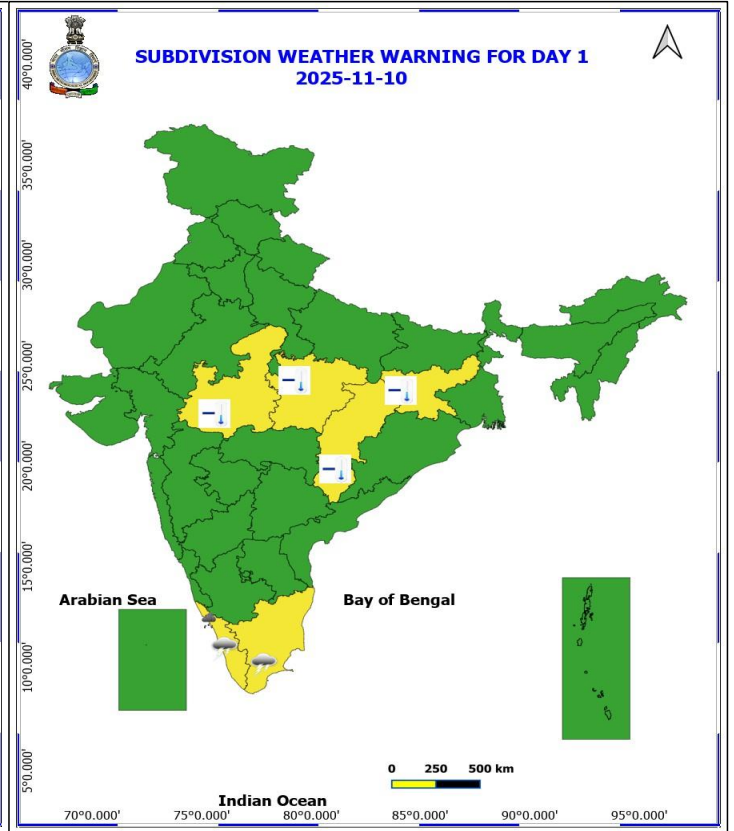 SUBDIVISION WEATHER WARNING FOR DAY 1
2025-11-10
40°0.000'
35°0.000'
30°0.000'
25°0.000'
20°0.000'
15°0.000'
10°0.000'
5°0.000'
Arabian Sea
Bay of Bengal
0 250 500 km
Indian Ocean
70°0.000' 75°0.000' 80°0.000' 85°0.000' 90°0.000' 95°0.000'